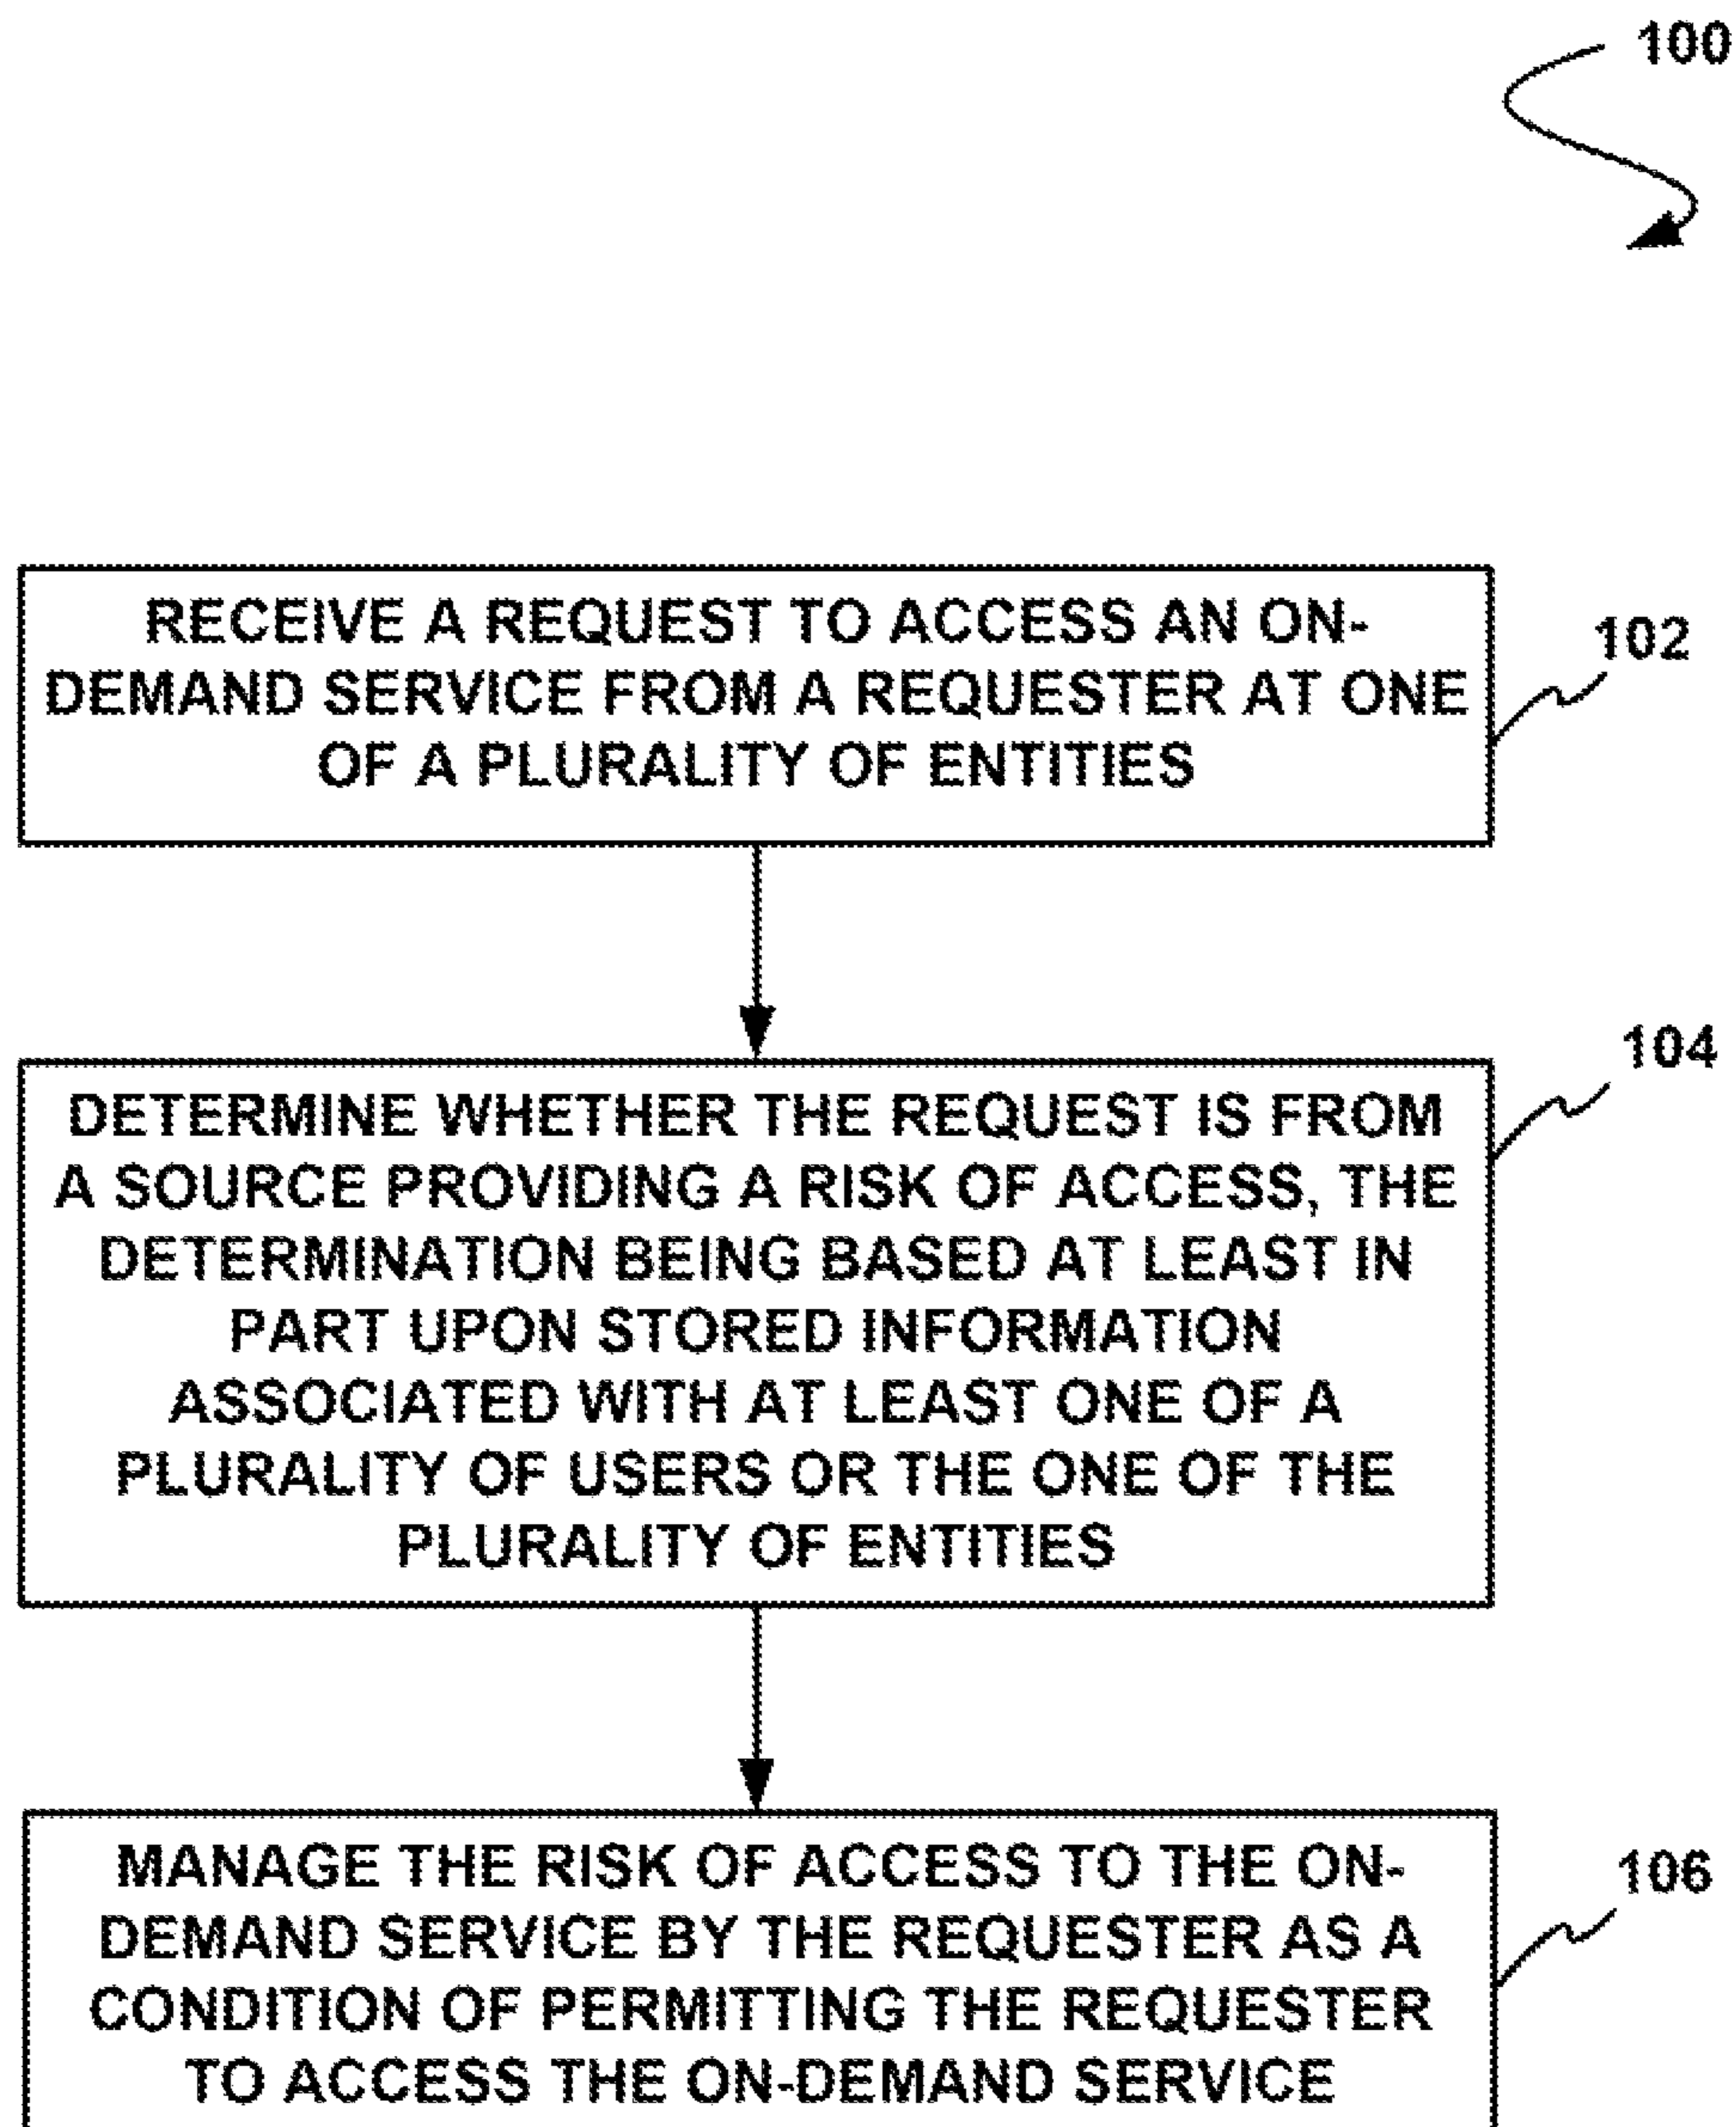 100
RECEIVE A REQUEST TO ACCESS AN ON-
DEMAND SERVICE FROM A REQUESTER AT ONE
OF A PLURALITY OF ENTITIES
102
DETERMINE WHETHER THE REQUEST IS FROM
A SOURCE PROVIDING A RISK OF ACCESS, THE
DETERMINATION BEING BASED AT LEAST IN
PART UPON STORED INFORMATION
ASSOCIATED WITH AT LEAST ONE OF A
PLURALITY OF USERS OR THE ONE OF THE
PLURALITY OF ENTITIES
104
MANAGE THE RISK OF ACCESS TO THE ON-
DEMAND SERVICE BY THE REQUESTER AS A
CONDITION OF PERMITTING THE REQUESTER
TO ACCESS THE ON-DEMAND SERVICE
106